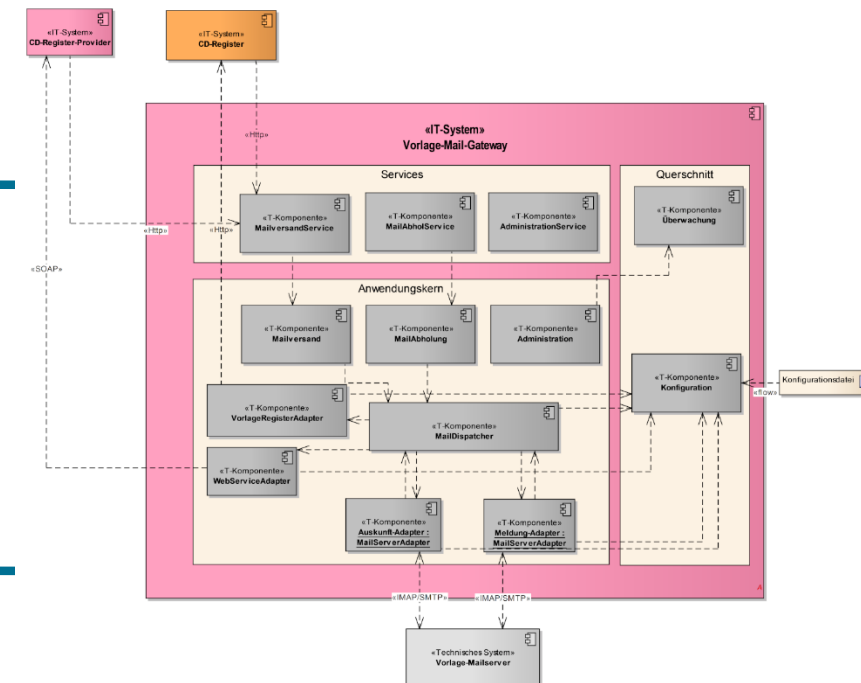 «IT-System»
CD-Register-Provider
«IT-System»
CD-Register
«Http»
«IT-System»
Vorlage-Mail-Gateway
Services
Querschnitt
«T-Komponente»
MailversandService
«T-Komponente»
MailAbholService
«T-Komponente»
AdministrationService
«T-Komponente»
Überwachung
«Http»
«Http»
«SOAP»
Anwendungskern
«T-Komponente»
Mailversand
«T-Komponente»
MailAbholung
«T-Komponente»
Administration
«T-Komponente»
Konfiguration
Konfigurationsdatei
«flow»
«T-Komponente»
VorlageRegisterAdapter
«T-Komponente»
MailDispatcher
«T-Komponente»
WebServiceAdapter
«T-Komponente»
Auskunft-Adapter :
MailServerAdapter
«T-Komponente»
Meldung-Adapter :
MailServerAdapter
A
«IMAP/SMTP»
«IMAP/SMTP»
«Technisches System»
Vorlage-Mailserver